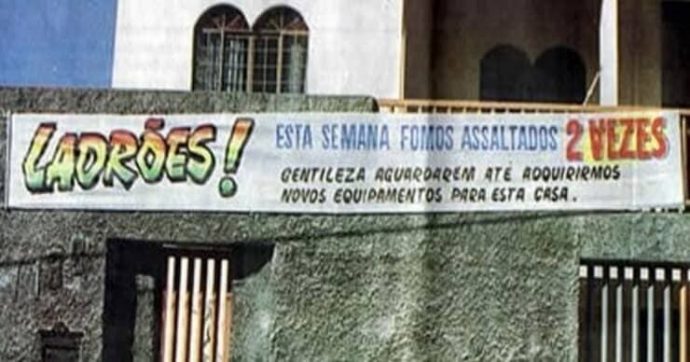 LADRÕES!
ESTA SEMANA FOMOS ASSALTADOS 2 VEZES
GENTILEZA AGUARDAREM ATÉ ADQUIRIRMOS
NOVOS EQUIPAMENTOS PARA ESTA CASA.